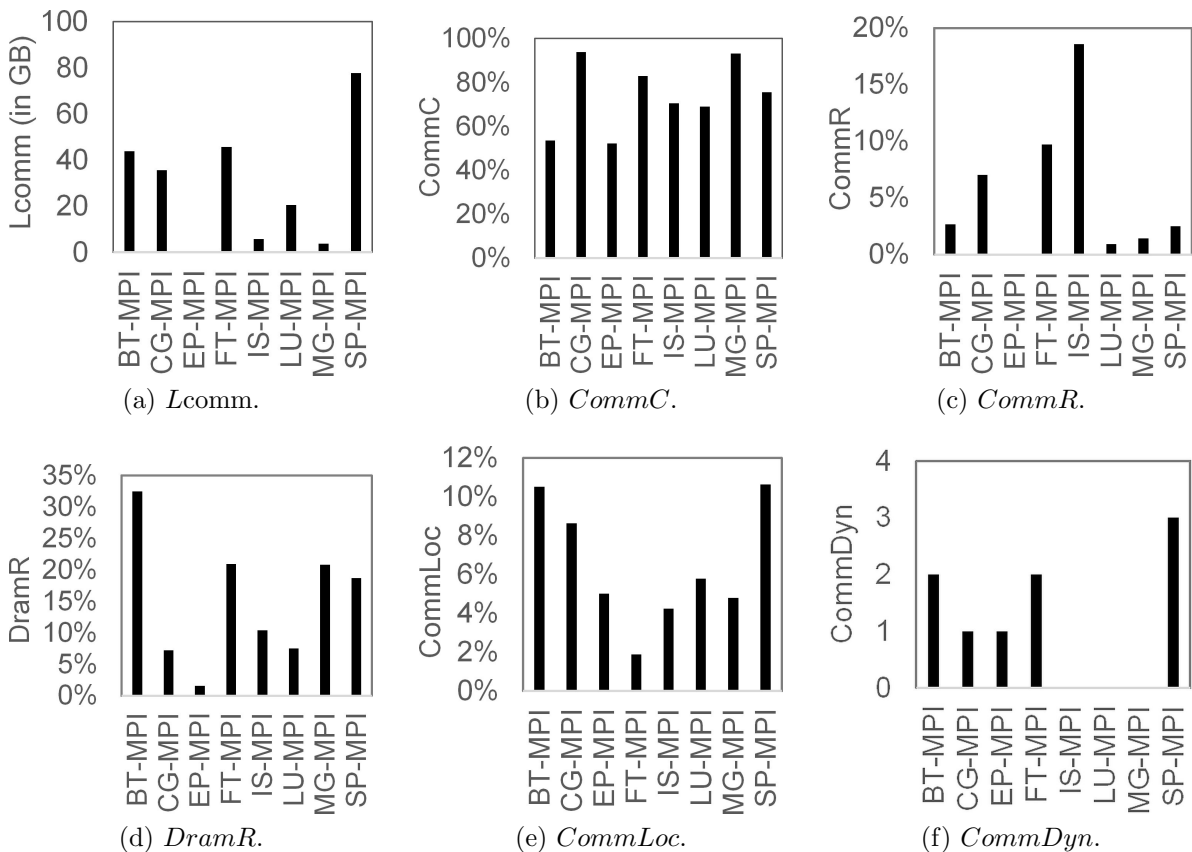 Lcomm (in GB)
100
80
60
40
20
0
BT-MPI
CG-MPI
EP-MPI
FT-MPI
IS-MPI
LU-MPI
MG-MPI
SP-MPI
(a) Lcomm.
CommC
100%
80%
60%
40%
20%
0%
BT-MPI
CG-MPI
EP-MPI
FT-MPI
IS-MPI
LU-MPI
MG-MPI
SP-MPI
(b) CommC.
CommR
20%
15%
10%
5%
0%
BT-MPI
CG-MPI
EP-MPI
FT-MPI
IS-MPI
LU-MPI
MG-MPI
SP-MPI
(c) CommR.
DramR
35%
30%
25%
20%
15%
10%
5%
0%
BT-MPI
CG-MPI
EP-MPI
FT-MPI
IS-MPI
LU-MPI
MG-MPI
SP-MPI
(d) DramR.
CommLoc
12%
10%
8%
6%
4%
2%
0%
BT-MPI
CG-MPI
EP-MPI
FT-MPI
IS-MPI
LU-MPI
MG-MPI
SP-MPI
(e) CommLoc.
CommDyn
4
3
2
1
0
BT-MPI
CG-MPI
EP-MPI
FT-MPI
IS-MPI
LU-MPI
MG-MPI
SP-MPI
(f) CommDyn.